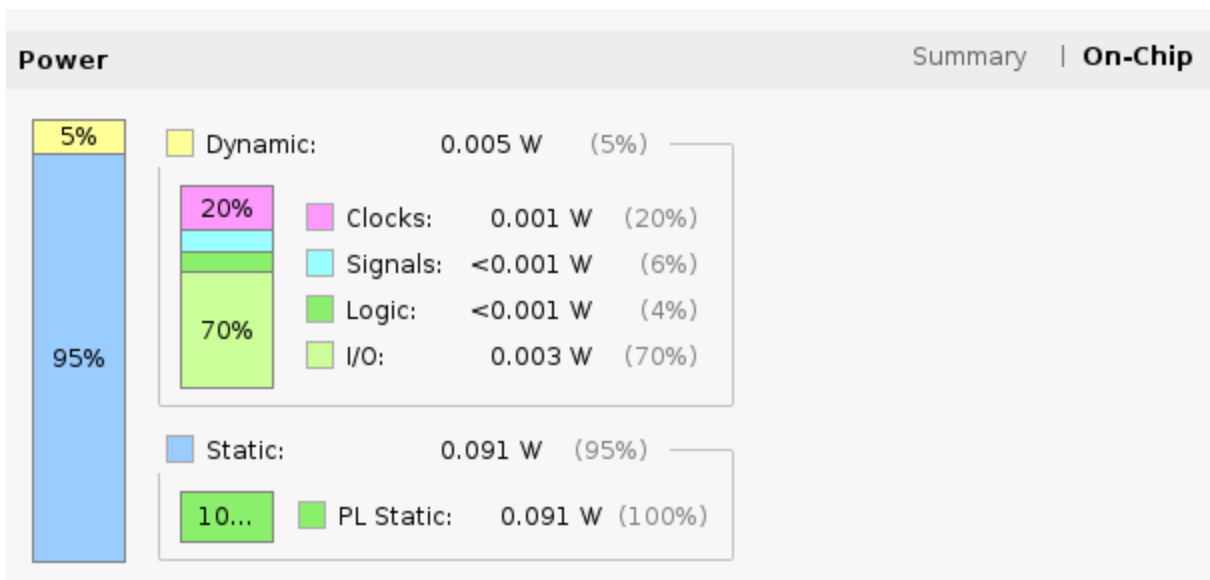 Power Summary | On-Chip
5% Dynamic: 0.005 W (5%)
20% Clocks: 0.001 W (20%)
Signals: <0.001 W (6%)
Logic: <0.001 W (4%)
70% I/O: 0.003 W (70%)
95%
Static: 0.091 W (95%)
10... PL Static: 0.091 W (100%)